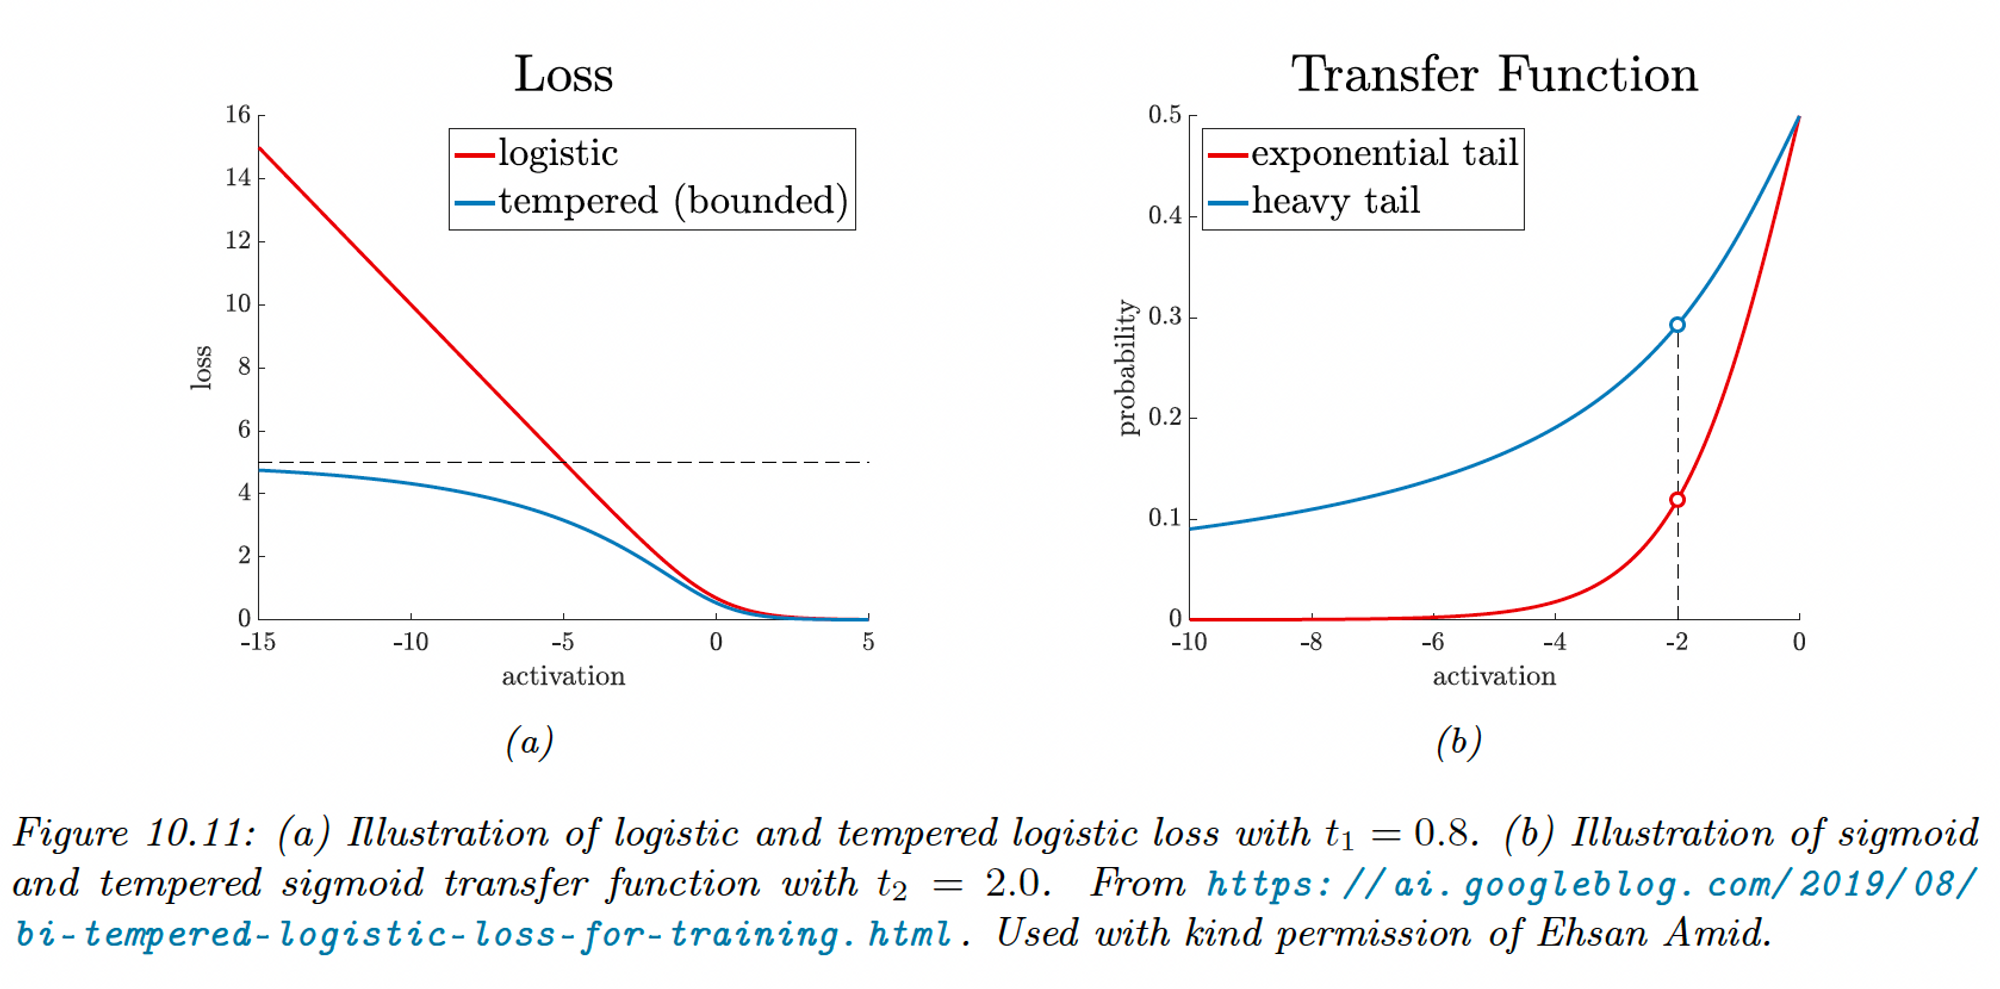 Loss
16
14
12
10
8
6
4
2
0
loss
logistic
tempered (bounded)
-15 -10 -5 0 5
activation
(a)
Transfer Function
0.5
0.4
0.3
0.2
0.1
0
probability
exponential tail
heavy tail
-10 -8 -6 -4 -2 0
activation
(b)
Figure 10.11: (a) Illustration of logistic and tempered logistic loss with t₁ = 0.8. (b) Illustration of sigmoid
and tempered sigmoid transfer function with t₂ = 2.0. From https://ai.googleblog.com/2019/08/
bi-tempered-logistic-loss-for-training.html. Used with kind permission of Ehsan Amid.